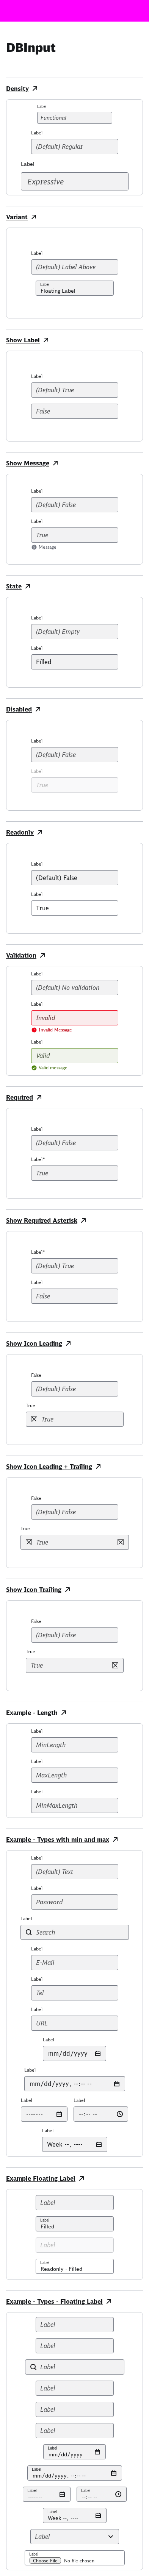 DBInput
Density
Label
Functional
Label
(Default) Regular
Label
Expressive
Variant
Label
(Default) Label Above
Label
Floating Label
Show Label
Label
(Default) True
False
Show Message
Label
(Default) False
Label
True
Message
State
Label
(Default) Empty
Label
Filled
Disabled
Label
(Default) False
Label
True
Readonly
Label
(Default) False
Label
True
Validation
Label
(Default) No validation
Label
Invalid
Invalid Message
Label
Valid
Valid message
Required
Label
(Default) False
Label*
True
Show Required Asterisk
Label*
(Default) True
Label
False
Show Icon Leading
False
(Default) False
True
True
Show Icon Leading + Trailing
False
(Default) False
True
True
Show Icon Trailing
False
(Default) False
True
True
Example - Length
Label
MinLength
Label
MaxLength
Label
MinMaxLength
Example - Types with min and max
Label
(Default) Text
Label
Password
Label
Search
Label
E-Mail
Label
Tel
Label
URL
Label
mm/dd/yyyy
Label
mm/dd/yyyy, --:-- --
Label Label
------- --:-- --
Label
Week --, ----
Example Floating Label
Label
Label
Filled
Label
Label
Readonly - Filled
Example - Types - Floating Label
Label
Label
Label
Label
Label
Label
Label
mm/dd/yyyy
Label
mm/dd/yyyy, --:-- --
Label Label
------- --:-- --
Label
Week --, ----
Label
Label
Choose File No file chosen